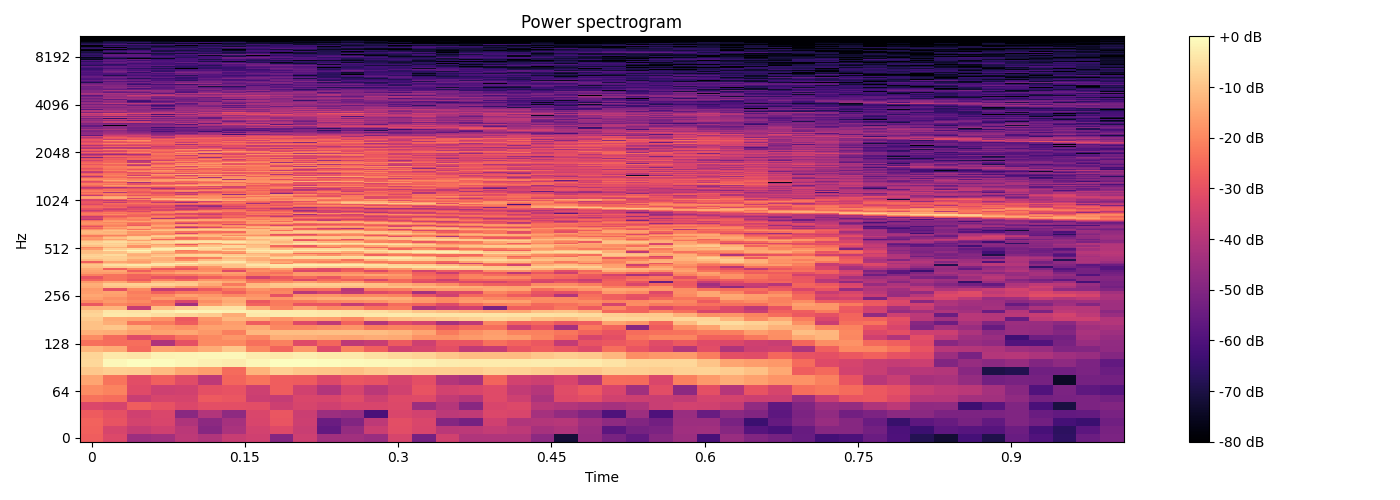 Power spectrogram
Hz
8192
4096
2048
1024
512
256
128
64
0
0 0.15 0.3 0.45 0.6 0.75 0.9
Time
+0 dB
-10 dB
-20 dB
-30 dB
-40 dB
-50 dB
-60 dB
-70 dB
-80 dB